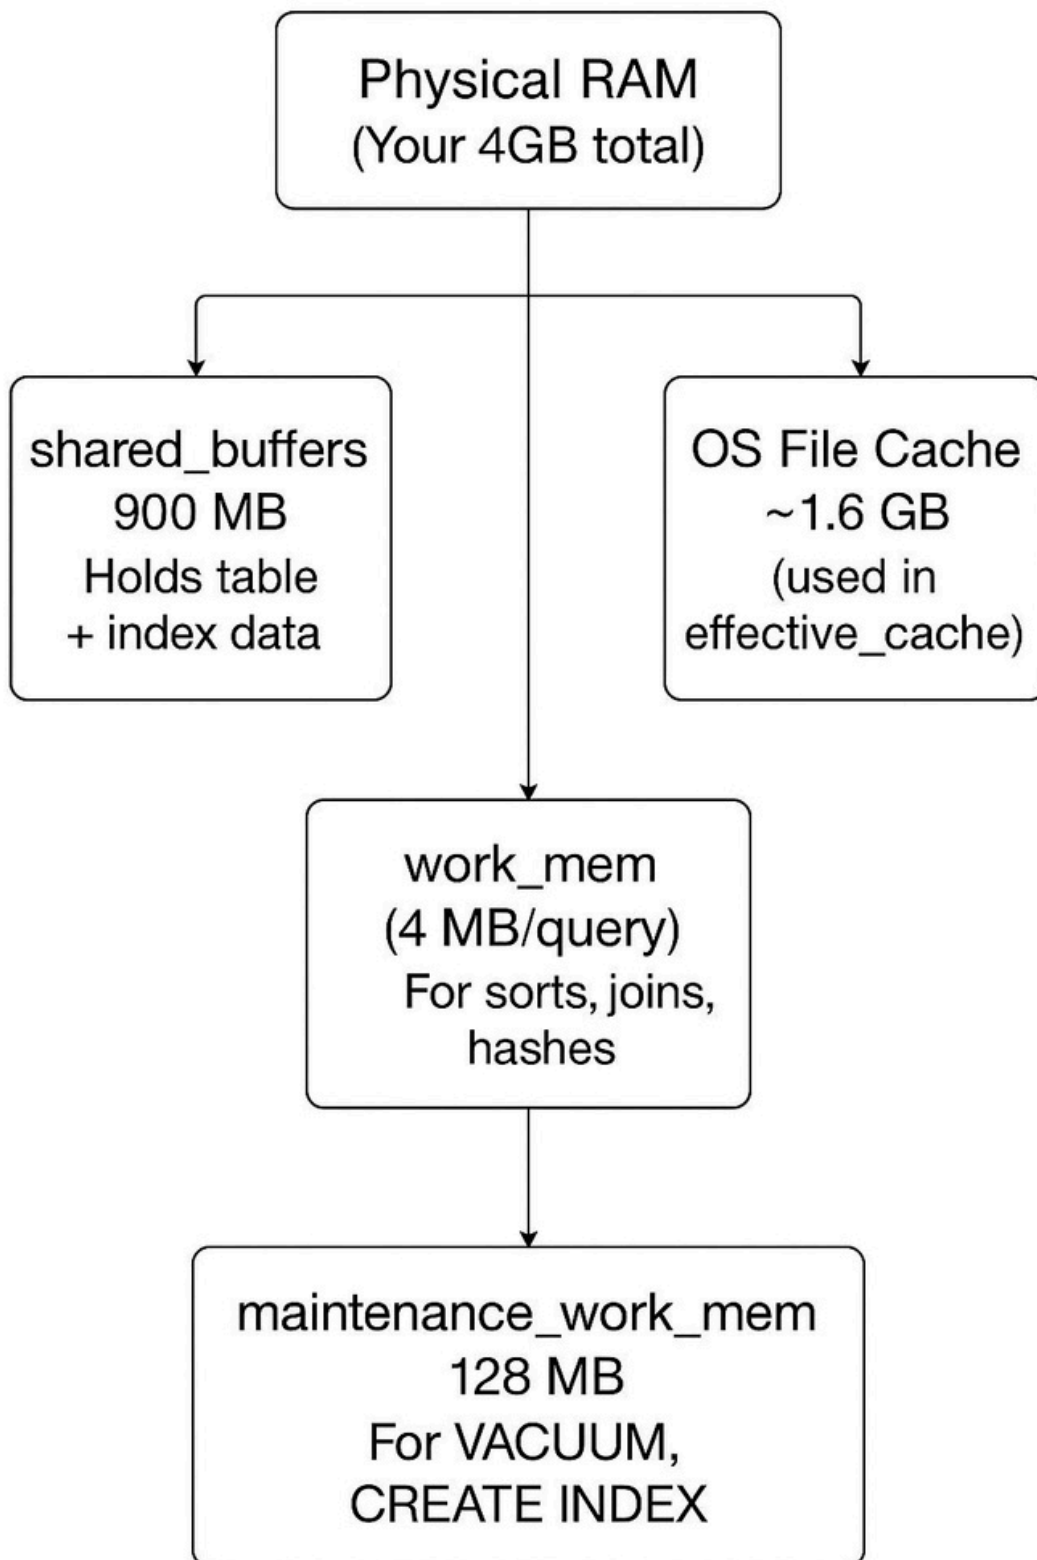 Physical RAM
(Your 4GB total)
shared_buffers
900 MB
Holds table
+ index data
OS File Cache
~1.6 GB
(used in
effective_cache)
work_mem
(4 MB/query)
For sorts, joins,
hashes
maintenance_work_mem
128 MB
For VACUUM,
CREATE INDEX